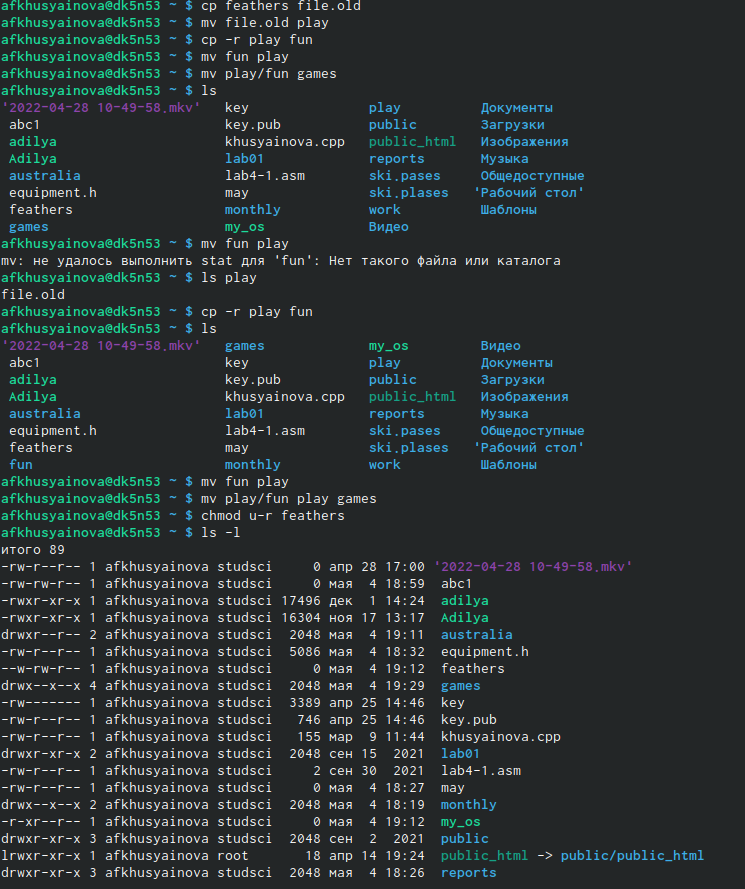 afkhusyainova@dk5n53 ~ $ cp feathers file.old
afkhusyainova@dk5n53 ~ $ mv file.old play
afkhusyainova@dk5n53 ~ $ cp -r play fun
afkhusyainova@dk5n53 ~ $ mv fun play
afkhusyainova@dk5n53 ~ $ mv play/fun games
afkhusyainova@dk5n53 ~ $ ls
'2022-04-28 10-49-58.mkv' key play Документы
abc1 key.pub public Загрузки
adilya khusyainova.cpp public_html Изображения
Adilya lab01 reports Музыка
australia lab4-1.asm ski.pases Общедоступные
equipment.h may ski.plases 'Рабочий стол'
feathers monthly work Шаблоны
games my_os Видео
afkhusyainova@dk5n53 ~ $ mv fun play
mv: не удалось выполнить stat для 'fun': Нет такого файла или каталога
afkhusyainova@dk5n53 ~ $ ls play
file.old
afkhusyainova@dk5n53 ~ $ cp -r play fun
afkhusyainova@dk5n53 ~ $ ls
'2022-04-28 10-49-58.mkv' games my_os Видео
abc1 key play Документы
adilya key.pub public Загрузки
Adilya khusyainova.cpp public_html Изображения
australia lab01 reports Музыка
equipment.h lab4-1.asm ski.pases Общедоступные
feathers may ski.plases 'Рабочий стол'
fun monthly work Шаблоны
afkhusyainova@dk5n53 ~ $ mv fun play
afkhusyainova@dk5n53 ~ $ mv play/fun play games
afkhusyainova@dk5n53 ~ $ chmod u-r feathers
afkhusyainova@dk5n53 ~ $ ls -l
итого 89
-rw-r--r-- 1 afkhusyainova studsci 0 апр 28 17:00 '2022-04-28 10-49-58.mkv'
-rw-rw-r-- 1 afkhusyainova studsci 0 мая 4 18:59 abc1
-rwxr-xr-x 1 afkhusyainova studsci 17496 дек 1 14:24 adilya
-rwxr-xr-x 1 afkhusyainova studsci 16304 ноя 17 13:17 Adilya
drwxr--r-- 2 afkhusyainova studsci 2048 мая 4 19:11 australia
-rw-r--r-- 1 afkhusyainova studsci 5086 мая 4 18:32 equipment.h
--w-rw-r-- 1 afkhusyainova studsci 0 мая 4 19:12 feathers
drwx--x--x 4 afkhusyainova studsci 2048 мая 4 19:29 games
-rw------- 1 afkhusyainova studsci 3389 апр 25 14:46 key
-rw-r--r-- 1 afkhusyainova studsci 746 апр 25 14:46 key.pub
-rw-r--r-- 1 afkhusyainova studsci 155 мар 9 11:44 khusyainova.cpp
drwxr-xr-x 2 afkhusyainova studsci 2048 сен 15 2021 lab01
-rw-r--r-- 1 afkhusyainova studsci 2 сен 30 2021 lab4-1.asm
-rw-r--r-- 1 afkhusyainova studsci 0 мая 4 18:27 may
drwx--x--x 2 afkhusyainova studsci 2048 мая 4 18:19 monthly
-r-xr--r-- 1 afkhusyainova studsci 0 мая 4 19:12 my_os
drwxr-xr-x 3 afkhusyainova studsci 2048 сен 2 2021 public
lrwxr-xr-x 1 afkhusyainova root 18 апр 14 19:24 public_html -> public/public_html
drwxr-xr-x 3 afkhusyainova studsci 2048 мая 4 18:26 reports